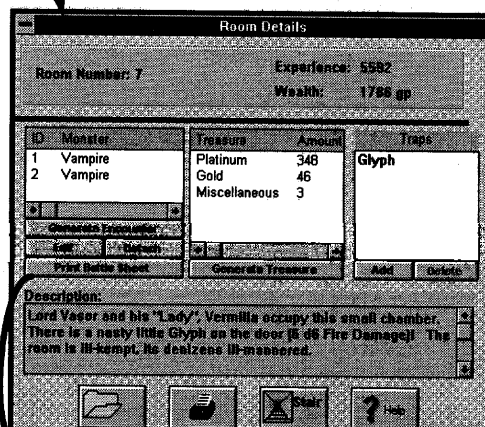 Room Details
Room Number: 7
Experience: 5592
Wealth: 1786 gp
ID Monster
1 Vampire
2 Vampire
Generate Encounter
Edit Details
Print Battle Sheet
Treasure Amount
Platinum 348
Gold 46
Miscellaneous 3
Generate Treasure
Traps
Glyph
Add Delete
Description:
Lord Vasor and his "Lady", Vermilla occupy this small chamber.
There is a nasty little Glyph on the door [6 d6 Fire Damage]! The
room is ill-kempt, its denizens ill-mannered.
Stair
Help